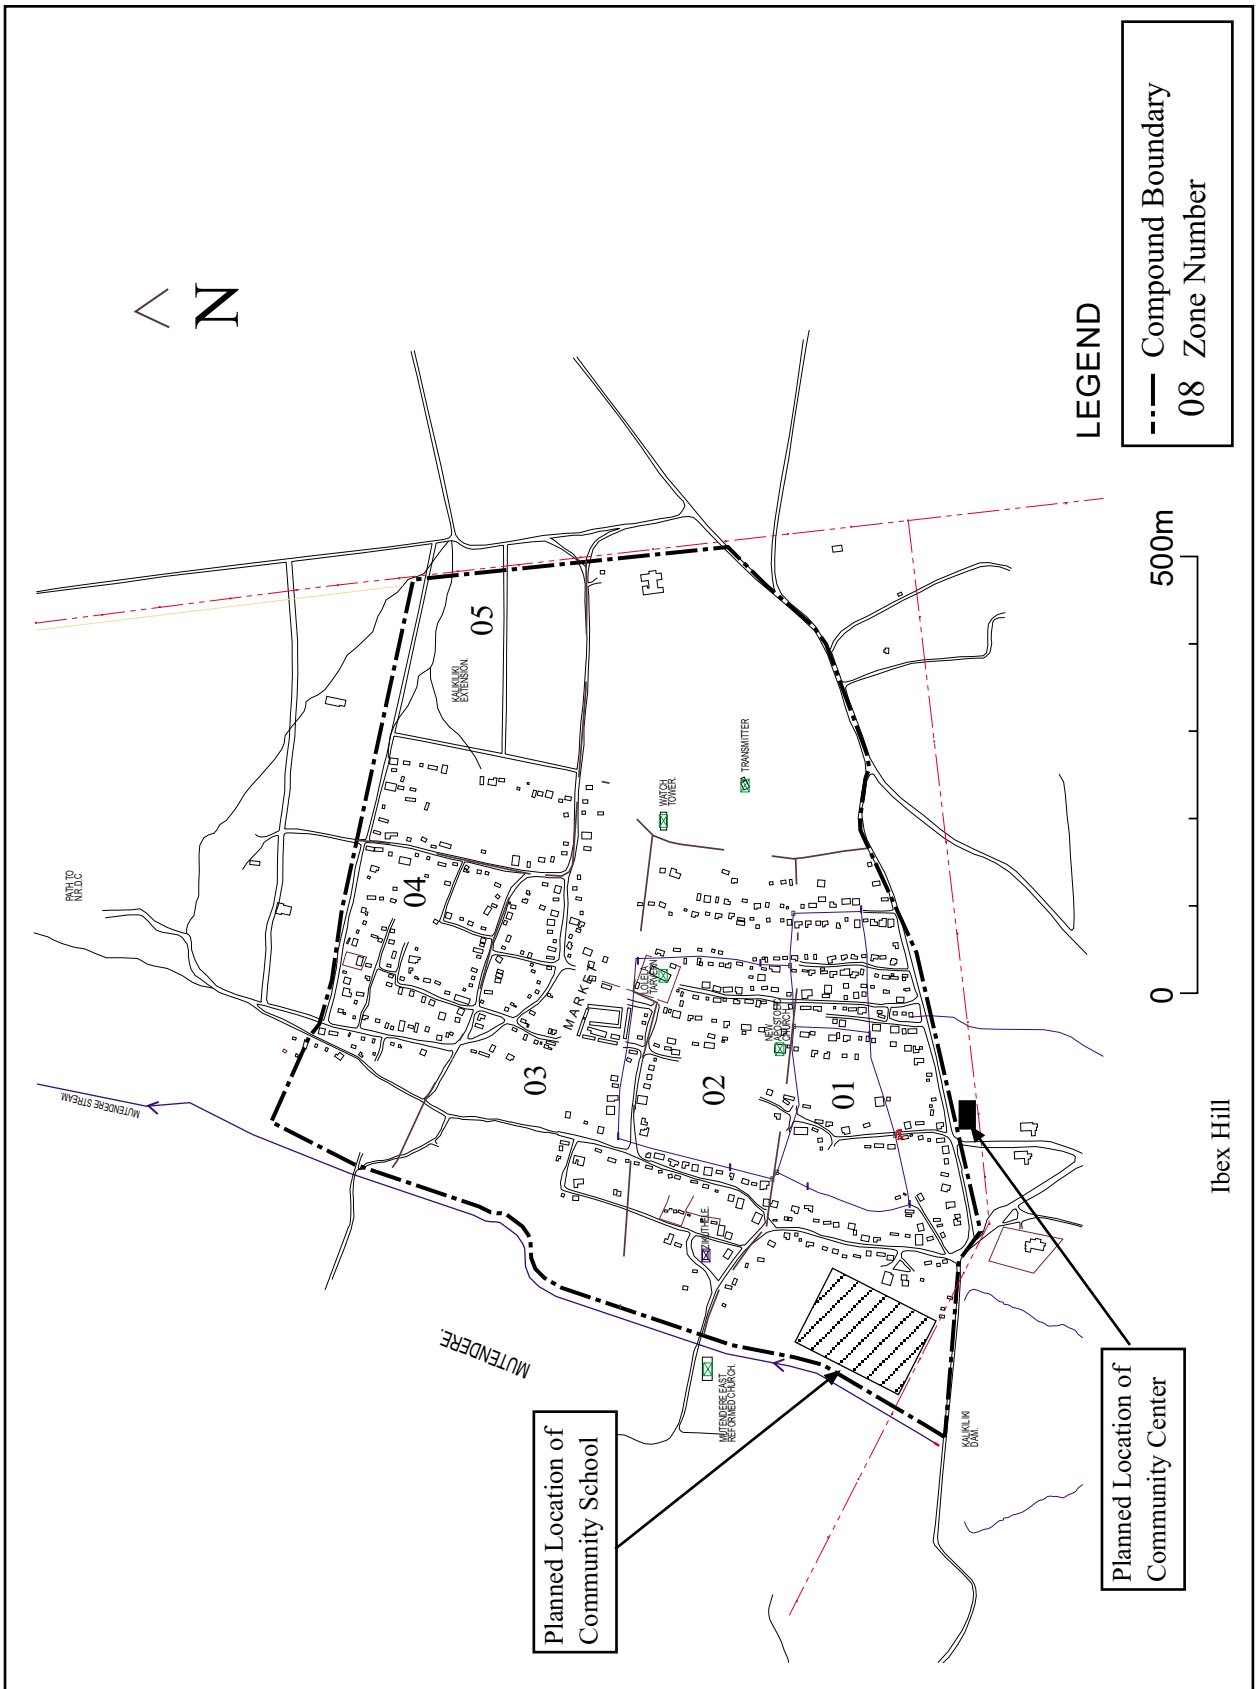 PATH TO
N.R.D.C
N
MUTENDERE STREAM.
04
05
KALIKILIKI
EXTENSION.
MARKET
03
WATCH
TOWER.
TRANSMITTER
TARVEN
02
NEW
APOSTOLIC
CHURCH
01
MUTENDERE.
MUTENDERE EAST
REFORMED CHURCH.
KALIKILIKI
DAM.
Planned Location of
Community School
Planned Location of
Community Center
Ibex Hill
0
500m
LEGEND
Compound Boundary
08 Zone Number